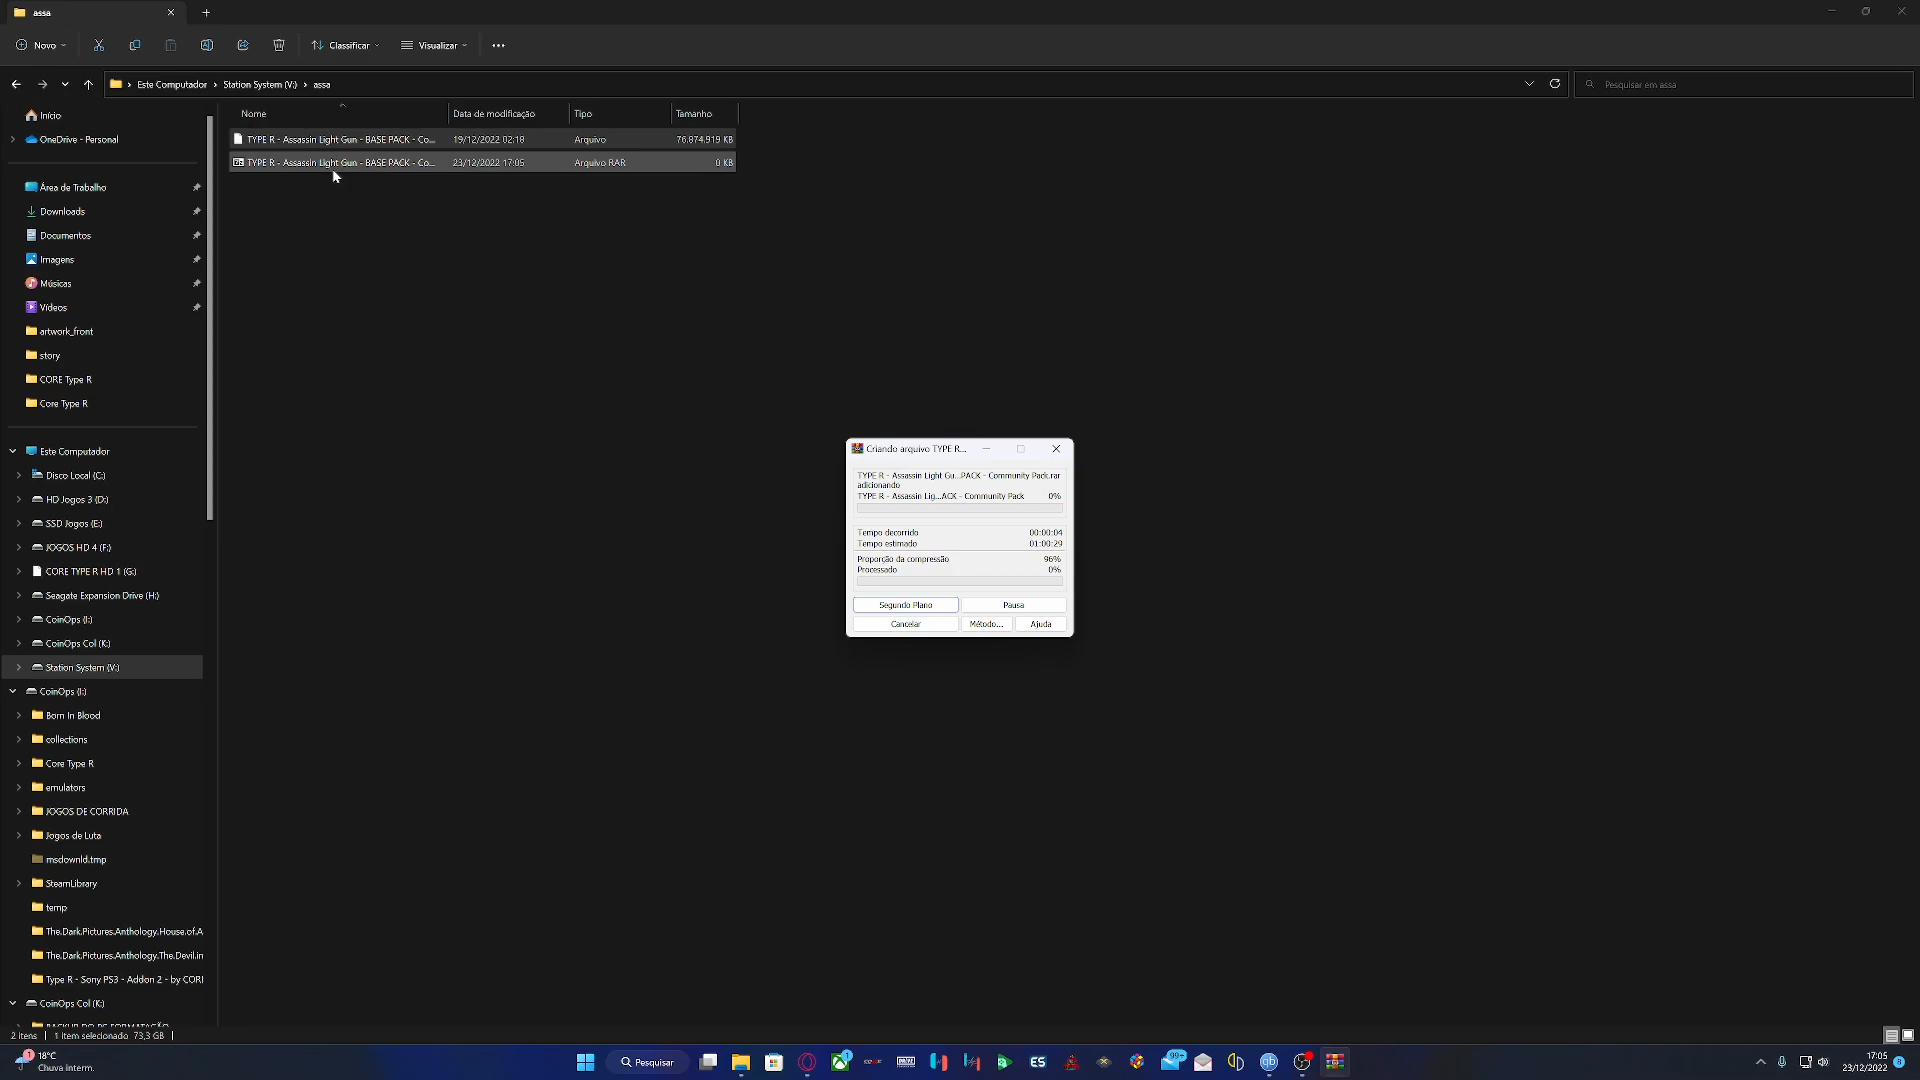 assa
Novo
Classificar
Visualizar
Este Computador
Station System (V:)
assa
Pesquisar em assa
Nome
Data de modificação
Tipo
Tamanho
TYPE R - Assassin Light Gun - BASE PACK - Co...
19/12/2022 02:18
Arquivo
76.874.919 KB
TYPE R - Assassin Light Gun - BASE PACK - Co...
23/12/2022 17:05
Arquivo RAR
0 KB
Início
OneDrive - Personal
Área de Trabalho
Downloads
Documentos
Imagens
Músicas
Vídeos
artwork_front
story
CORE Type R
Core Type R
Este Computador
Disco Local (C:)
HD Jogos 3 (D:)
SSD Jogos (E:)
JOGOS HD 4 (F:)
CORE TYPE R HD 1 (G:)
Seagate Expansion Drive (H:)
CoinOps (I:)
CoinOps Col (K:)
Station System (V:)
CoinOps (I:)
Born In Blood
collections
Core Type R
emulators
JOGOS DE CORRIDA
Jogos de Luta
msdownld.tmp
SteamLibrary
temp
The.Dark.Pictures.Anthology.House.of.A
The.Dark.Pictures.Anthology.The.Devil.in
Type R - Sony PS3 - Addon 2 - by CORI
CoinOps Col (K:)
BACKUP DO PC FORMATAÇÃO
Criando arquivo TYPE R...
TYPE R - Assassin Light Gu...PACK - Community Pack.rar
adicionando
TYPE R - Assassin Lig...ACK - Community Pack
0%
Tempo decorrido
00:00:04
Tempo estimado
01:00:29
Proporção da compressão
96%
Processado
0%
Segundo Plano
Pausa
Cancelar
Método...
Ajuda
2 itens
1 item selecionado 73,3 GB
1
18°C
Chuva interm.
Pesquisar
1
ES
99+
qb
17:05
23/12/2022
8